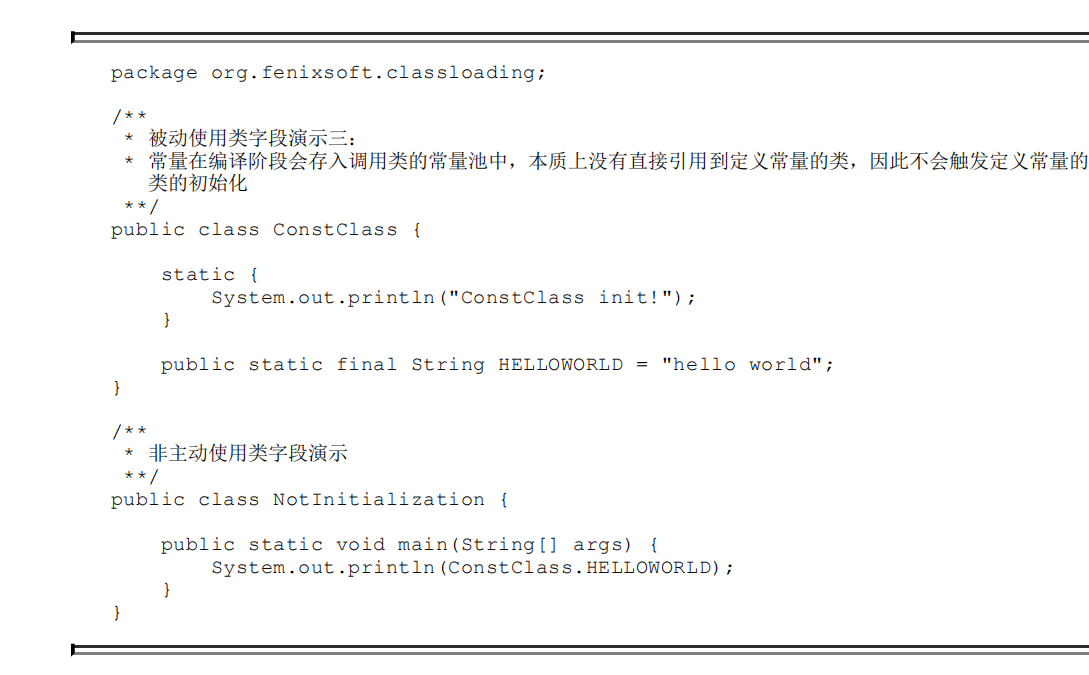 package org.fenixsoft.classloading;
/**
 * 被动使用类字段演示三：
 * 常量在编译阶段会存入调用类的常量池中，本质上没有直接引用到定义常量的类，因此不会触发定义常量的
   类的初始化
 **/
public class ConstClass {
    static {
        System.out.println("ConstClass init!");
    }
    public static final String HELLOWORLD = "hello world";
}
/**
 * 非主动使用类字段演示
 **/
public class NotInitialization {
    public static void main(String[] args) {
        System.out.println(ConstClass.HELLOWORLD);
    }
}